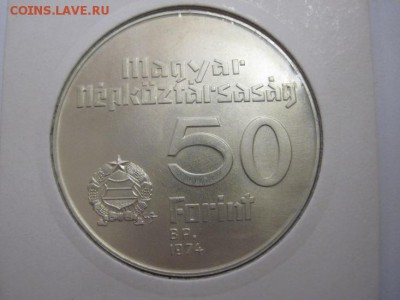 COINS.LAVE.RU
Magyar
Népköztársaság
50
Forint
BP.
1974